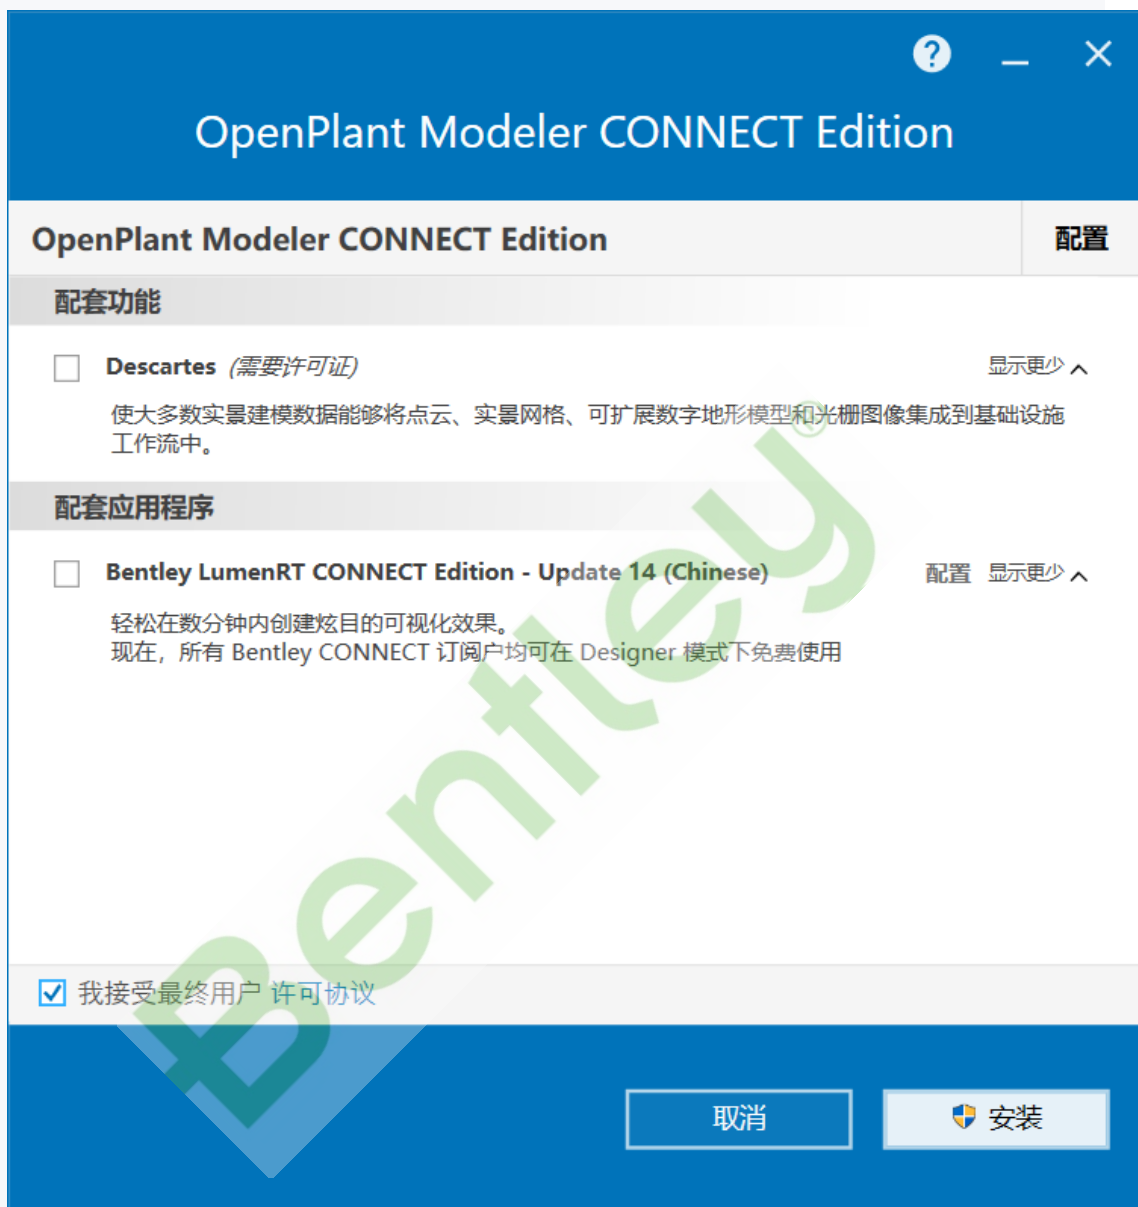 OpenPlant Modeler CONNECT Edition
OpenPlant Modeler CONNECT Edition 配置
配套功能
Descartes (需要许可证) 显示更少
使大多数实景建模数据能够将点云、实景网格、可扩展数字地形模型和光栅图像集成到基础设施
工作流中。
配套应用程序
Bentley LumenRT CONNECT Edition - Update 14 (Chinese) 配置 显示更少
轻松在数分钟内创建炫目的可视化效果。
现在，所有 Bentley CONNECT 订阅户均可在 Designer 模式下免费使用
Bentley®
我接受最终用户 许可协议
取消 安装